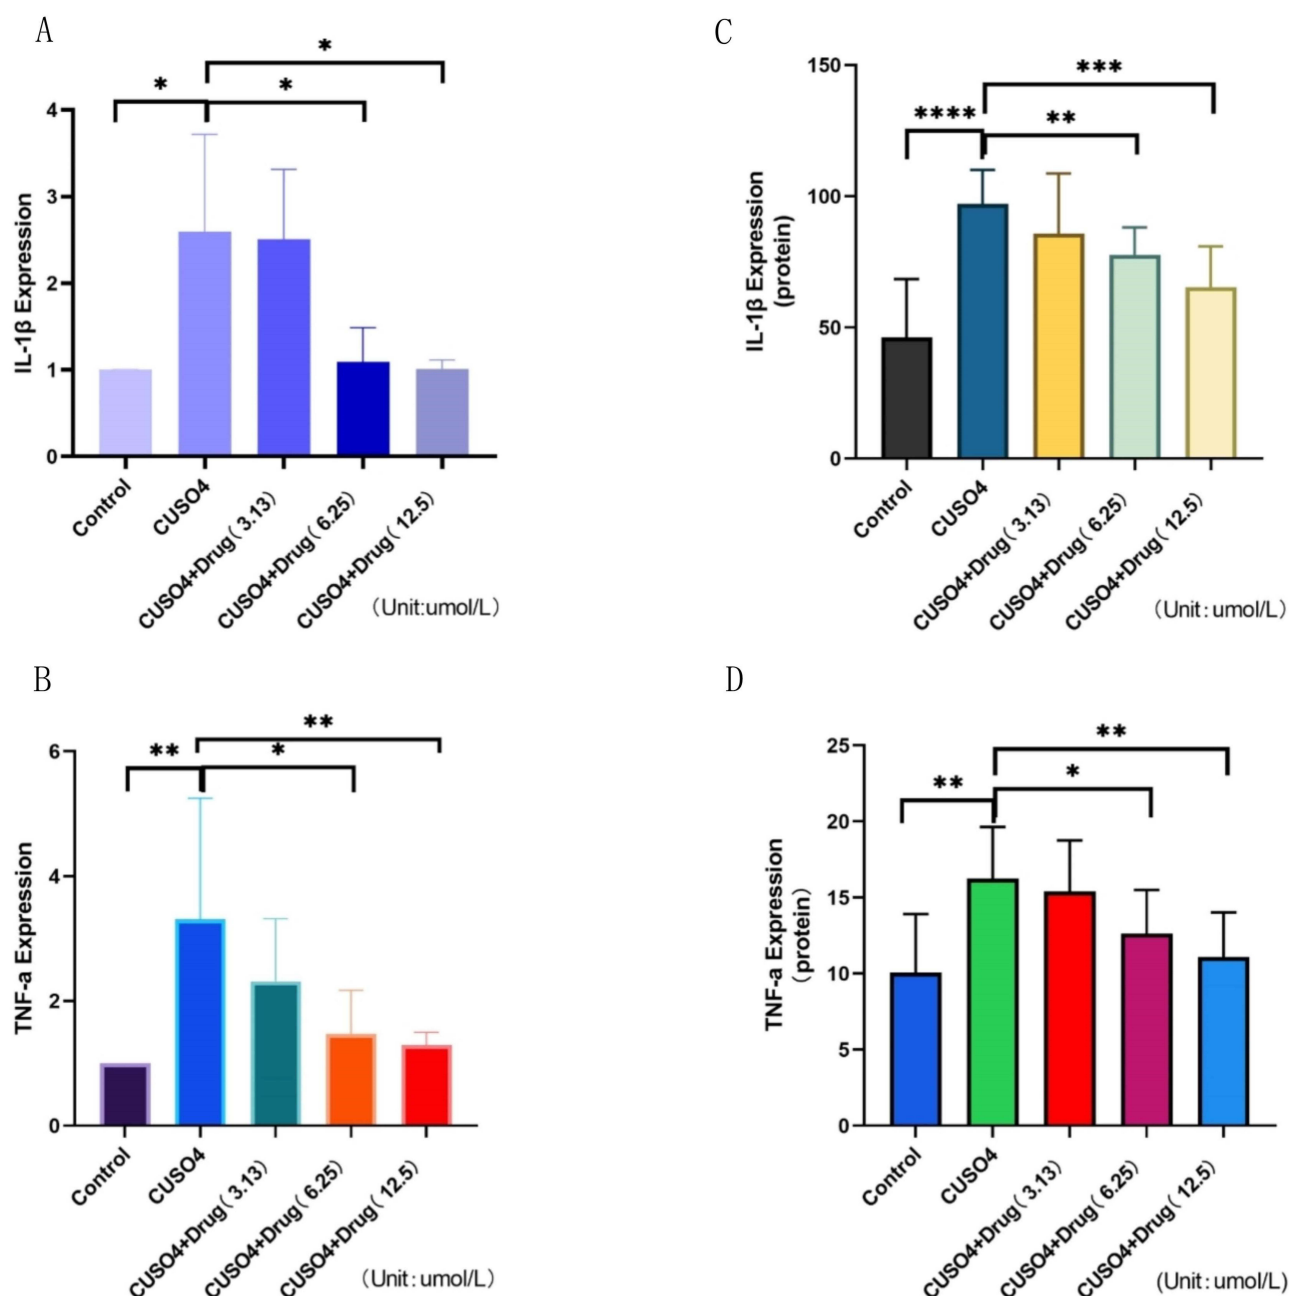 A
*
* *
4
3
2
1
0
IL-1β Expression
Control
CUSO4
CUSO4+Drug（3.13）
CUSO4+Drug（6.25）
CUSO4+Drug（12.5）
（Unit:umol/L）
C
***
**** **
150
100
50
0
IL-1β Expression
(protein)
Control
CUSO4
CUSO4+Drug（3.13）
CUSO4+Drug（6.25）
CUSO4+Drug（12.5）
（Unit：umol/L）
B
**
** *
6
4
2
0
TNF-a Expression
Control
CUSO4
CUSO4+Drug（3.13）
CUSO4+Drug（6.25）
CUSO4+Drug（12.5）
（Unit：umol/L）
D
**
** *
25
20
15
10
5
0
TNF-a Expression
（protein）
Control
CUSO4
CUSO4+Drug（3.13）
CUSO4+Drug（6.25）
CUSO4+Drug（12.5）
(Unit：umol/L)